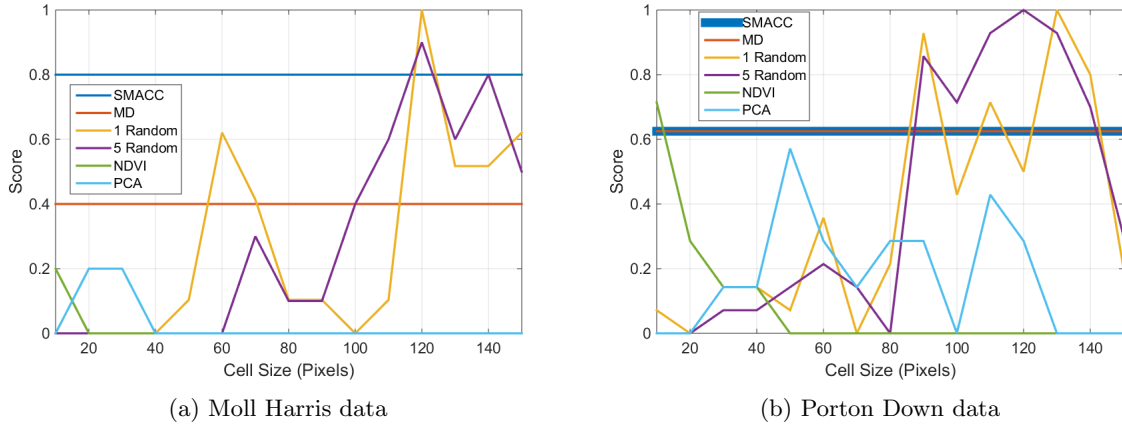 1
0.8
0.6
0.4
0.2
0
Score
SMACC
MD
1 Random
5 Random
NDVI
PCA
20 40 60 80 100 120 140
Cell Size (Pixels)
(a) Moll Harris data
1
0.8
0.6
0.4
0.2
0
Score
SMACC
MD
1 Random
5 Random
NDVI
PCA
20 40 60 80 100 120 140
Cell Size (Pixels)
(b) Porton Down data